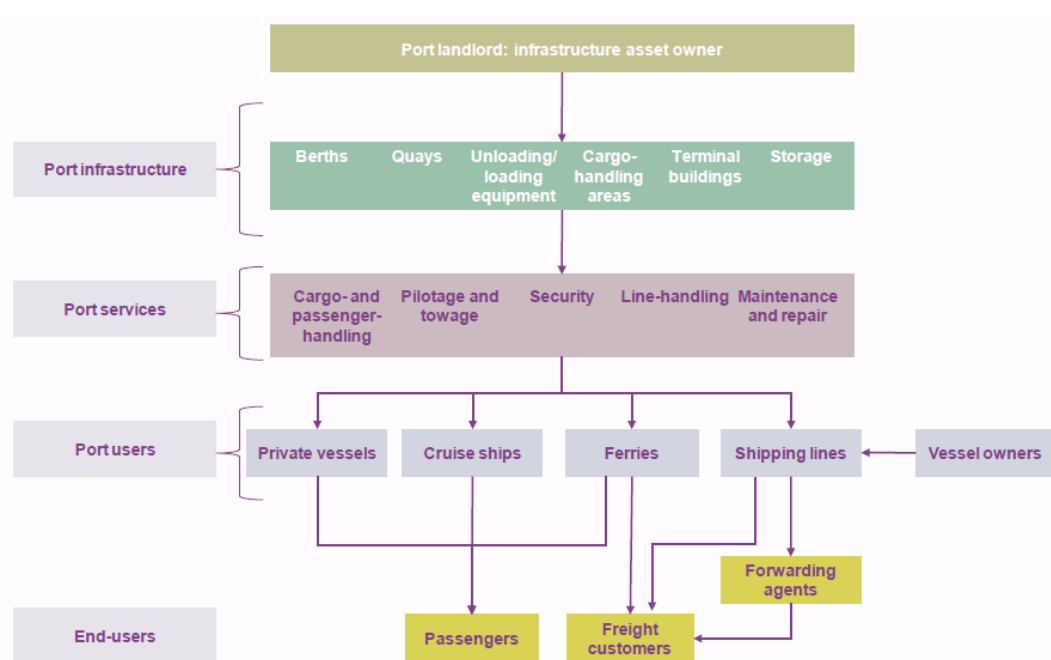 Port landlord: infrastructure asset owner
Port infrastructure
Berths
Quays
Unloading/
loading
equipment
Cargo-
handling
areas
Terminal
buildings
Storage
Port services
Cargo- and
passenger-
handling
Pilotage and
towage
Security
Line-handling
Maintenance
and repair
Port users
Private vessels
Cruise ships
Ferries
Shipping lines
Vessel owners
Forwarding
agents
End-users
Passengers
Freight
customers